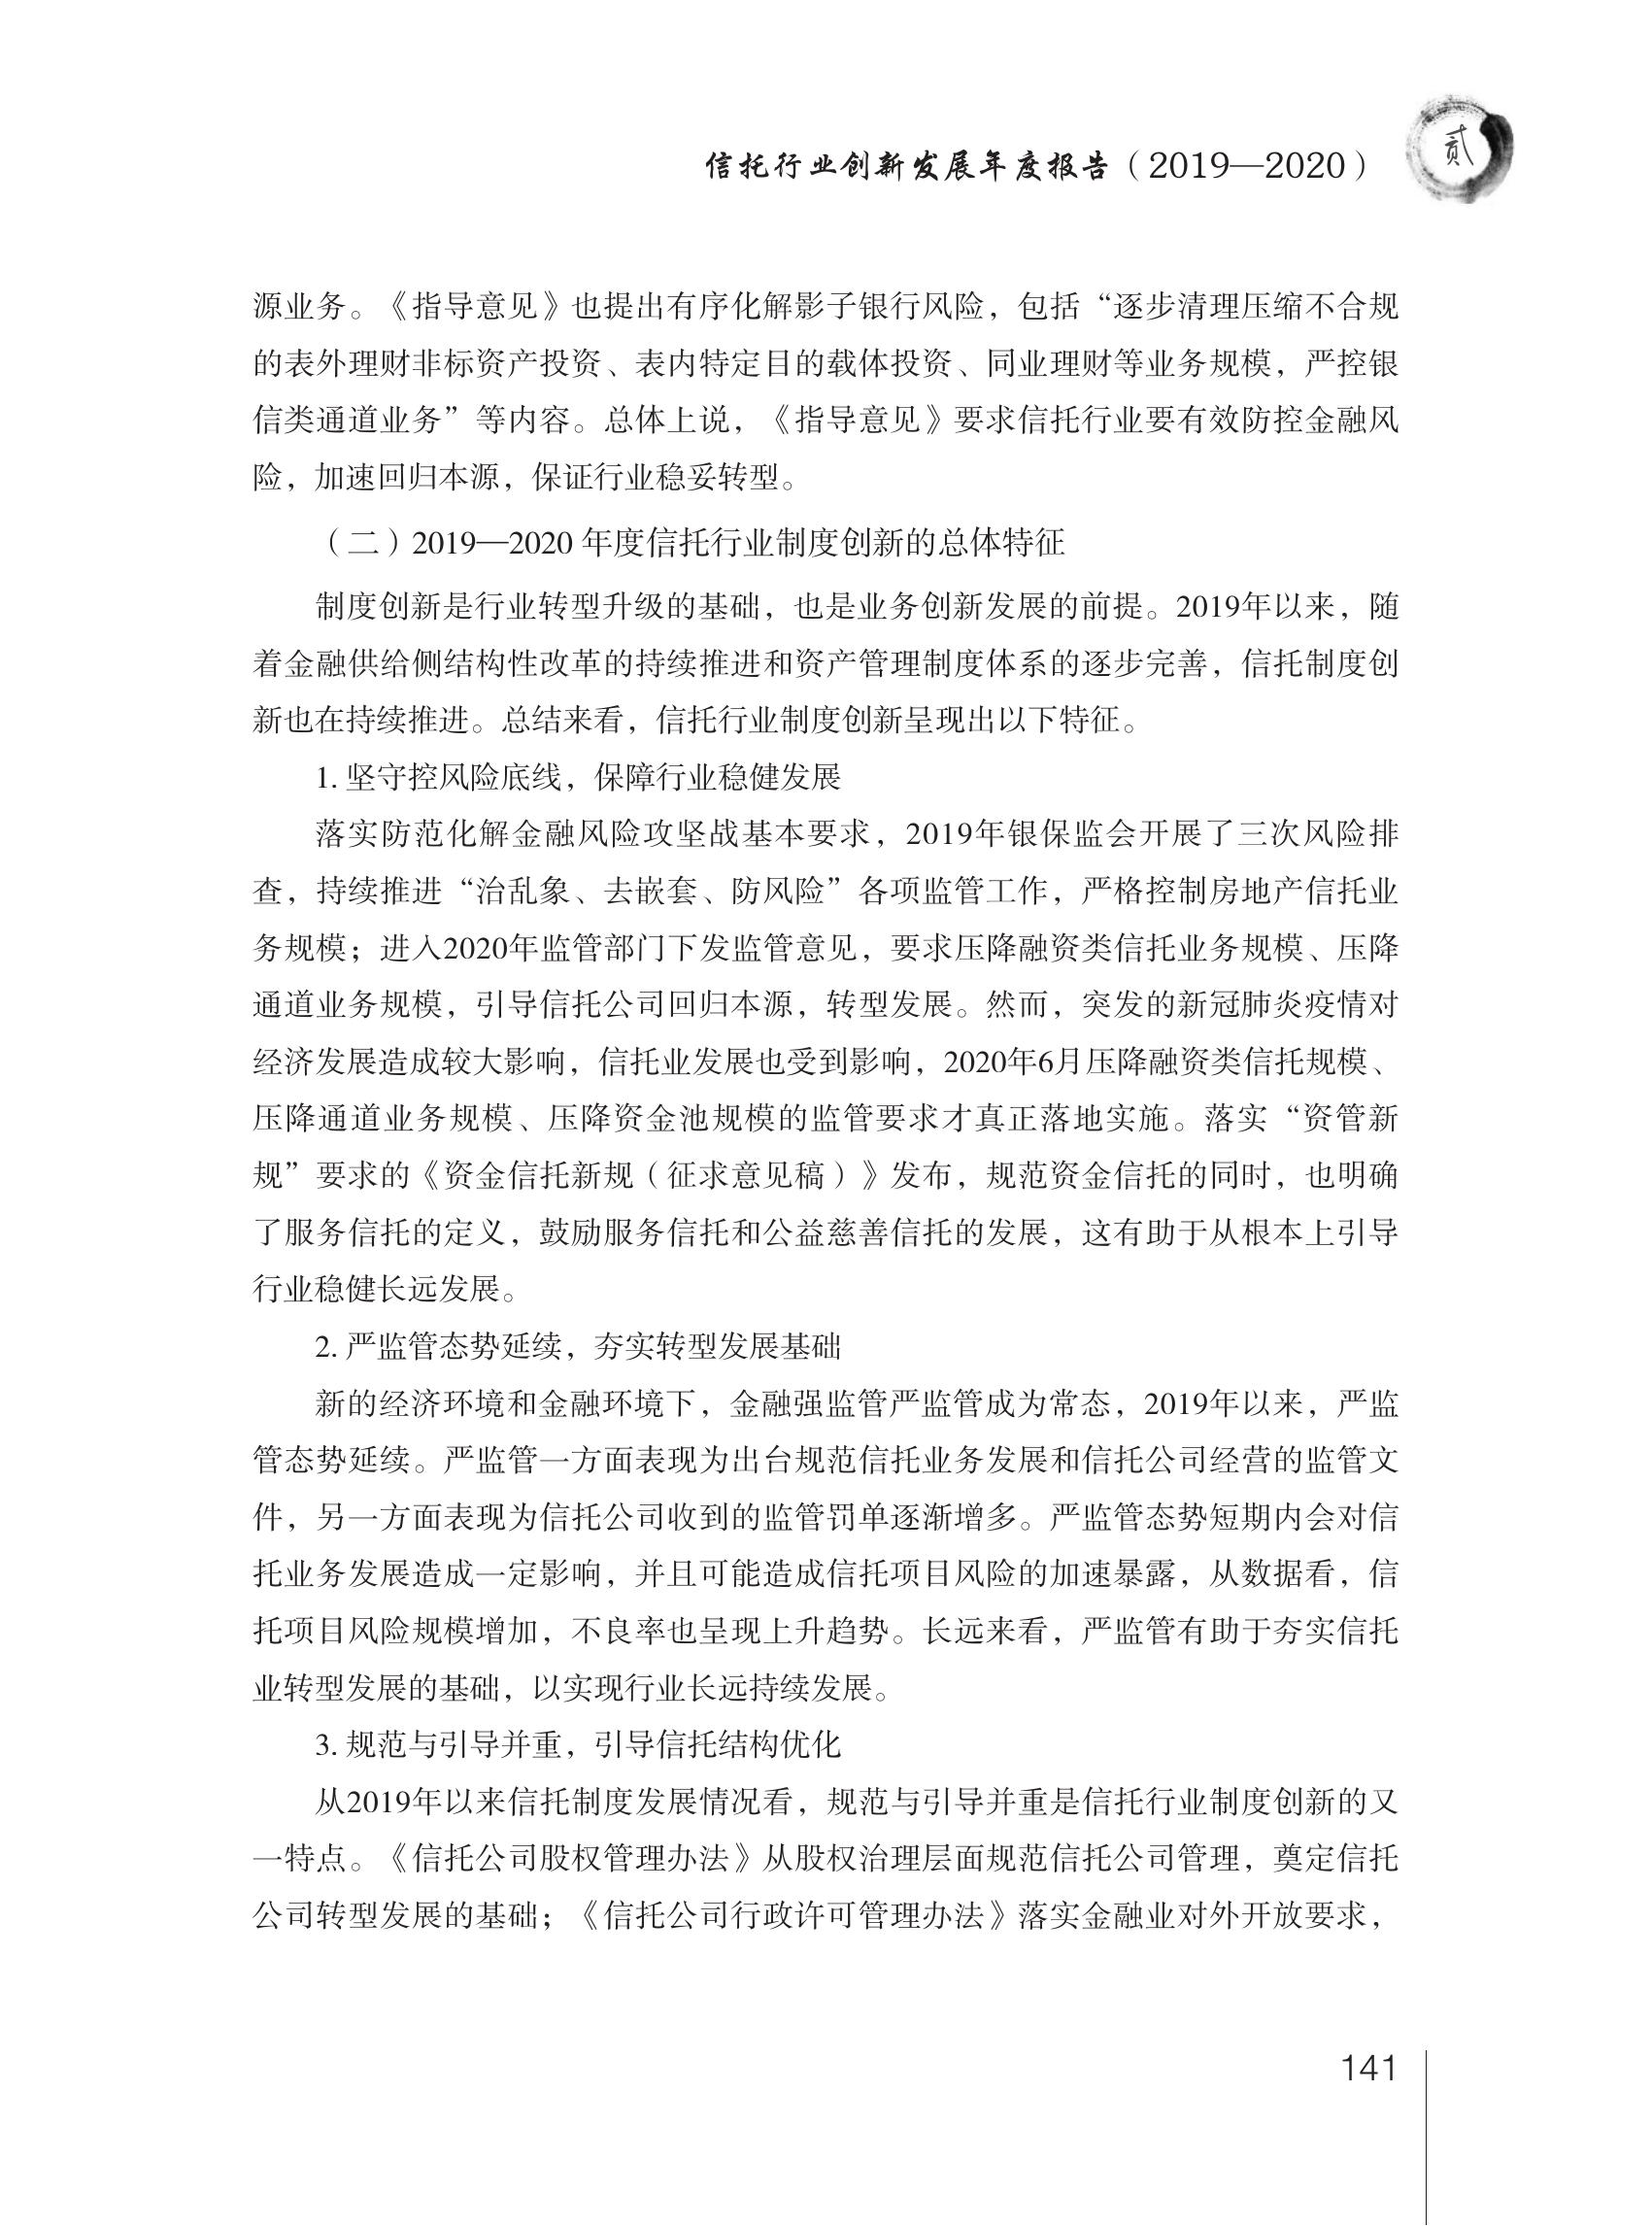 信托行业创新发展年度报告（2019—2020）
贰
源业务。《指导意见》也提出有序化解影子银行风险，包括“逐步清理压缩不合规
的表外理财非标资产投资、表内特定目的载体投资、同业理财等业务规模，严控银
信类通道业务”等内容。总体上说，《指导意见》要求信托行业要有效防控金融风
险，加速回归本源，保证行业稳妥转型。
（二）2019—2020 年度信托行业制度创新的总体特征
制度创新是行业转型升级的基础，也是业务创新发展的前提。2019年以来，随
着金融供给侧结构性改革的持续推进和资产管理制度体系的逐步完善，信托制度创
新也在持续推进。总结来看，信托行业制度创新呈现出以下特征。
1. 坚守控风险底线，保障行业稳健发展
落实防范化解金融风险攻坚战基本要求，2019年银保监会开展了三次风险排
查，持续推进“治乱象、去嵌套、防风险”各项监管工作，严格控制房地产信托业
务规模；进入2020年监管部门下发监管意见，要求压降融资类信托业务规模、压降
通道业务规模，引导信托公司回归本源，转型发展。然而，突发的新冠肺炎疫情对
经济发展造成较大影响，信托业发展也受到影响，2020年6月压降融资类信托规模、
压降通道业务规模、压降资金池规模的监管要求才真正落地实施。落实“资管新
规”要求的《资金信托新规（征求意见稿）》发布，规范资金信托的同时，也明确
了服务信托的定义，鼓励服务信托和公益慈善信托的发展，这有助于从根本上引导
行业稳健长远发展。
2. 严监管态势延续，夯实转型发展基础
新的经济环境和金融环境下，金融强监管严监管成为常态，2019年以来，严监
管态势延续。严监管一方面表现为出台规范信托业务发展和信托公司经营的监管文
件，另一方面表现为信托公司收到的监管罚单逐渐增多。严监管态势短期内会对信
托业务发展造成一定影响，并且可能造成信托项目风险的加速暴露，从数据看，信
托项目风险规模增加，不良率也呈现上升趋势。长远来看，严监管有助于夯实信托
业转型发展的基础，以实现行业长远持续发展。
3. 规范与引导并重，引导信托结构优化
从2019年以来信托制度发展情况看，规范与引导并重是信托行业制度创新的又
一特点。《信托公司股权管理办法》从股权治理层面规范信托公司管理，奠定信托
公司转型发展的基础；《信托公司行政许可管理办法》落实金融业对外开放要求，
141